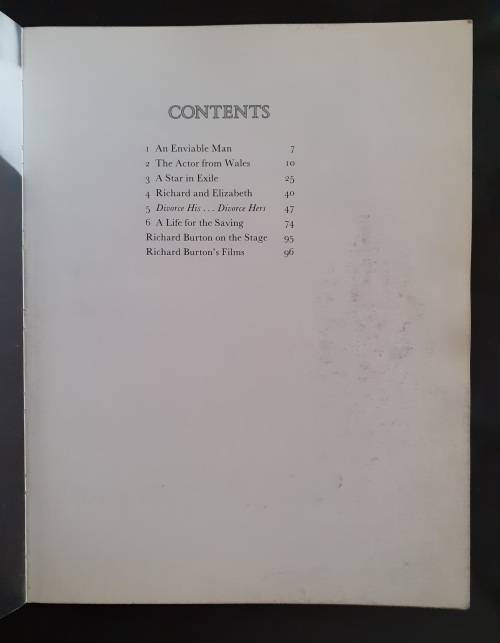 CONTENTS
1 An Enviable Man 7
2 The Actor from Wales 10
3 A Star in Exile 25
4 Richard and Elizabeth 40
5 Divorce His . . . Divorce Hers 47
6 A Life for the Saving 74
Richard Burton on the Stage 95
Richard Burton's Films 96